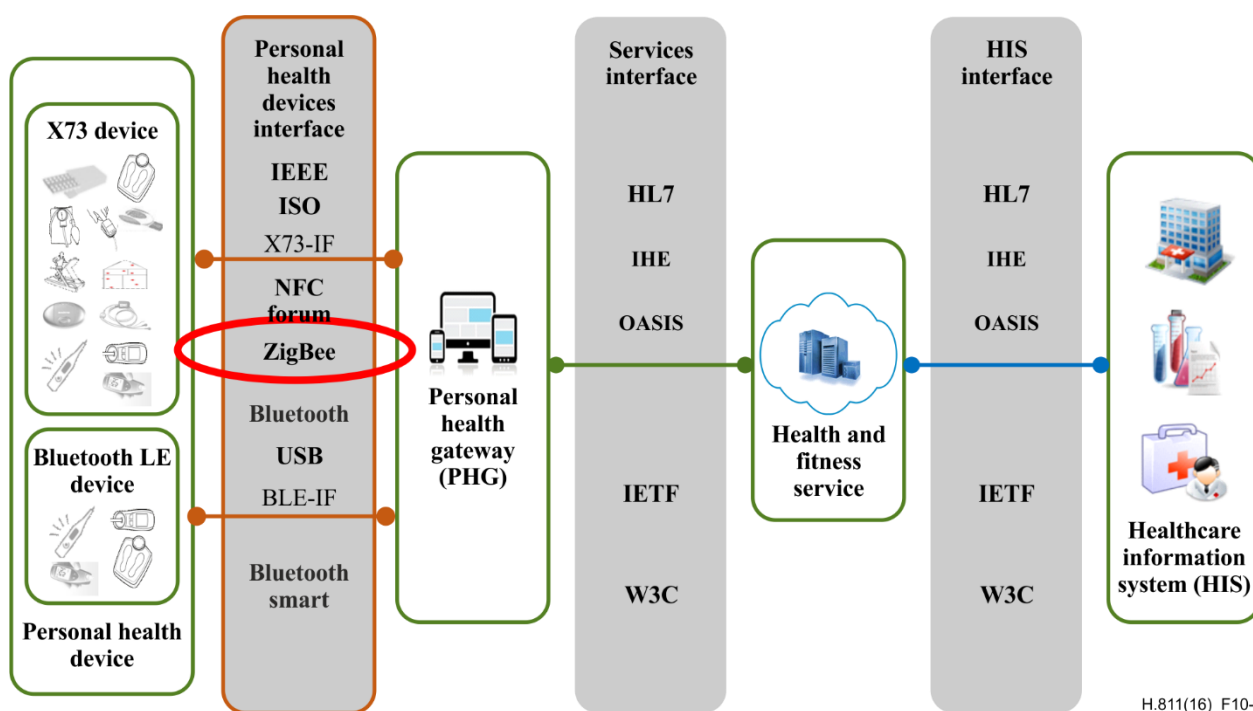 X73 device
Bluetooth LE
device
Personal health
device
Personal
health
devices
interface
IEEE
ISO
X73-IF
NFC
forum
ZigBee
Bluetooth
USB
BLE-IF
Bluetooth
smart
Personal
health
gateway
(PHG)
Services
interface
HL7
IHE
OASIS
IETF
W3C
Health and
fitness
service
HIS
interface
HL7
IHE
OASIS
IETF
W3C
Healthcare
information
system (HIS)
H.811(16)_F10-